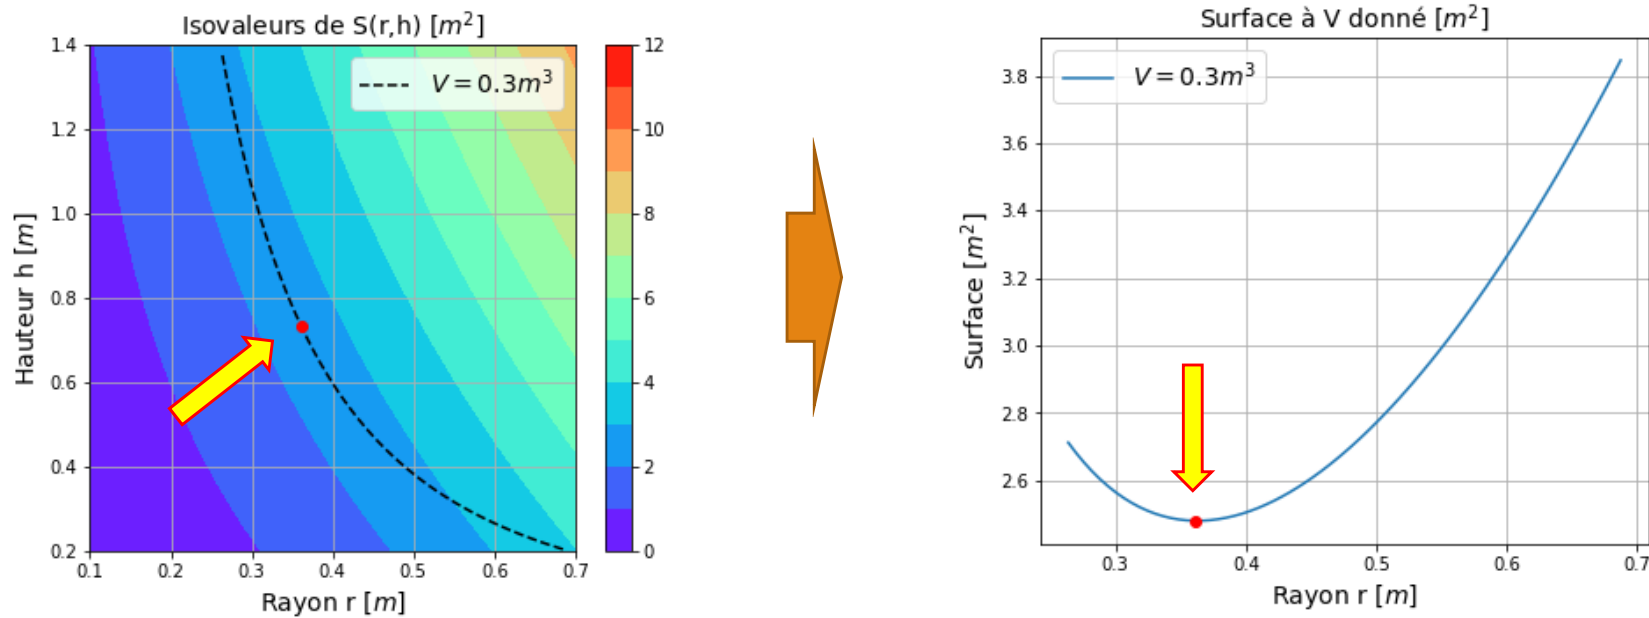 Isovaleurs de S(r,h) [m²]
V = 0.3m³
1.4
1.2
1.0
0.8
0.6
0.4
0.2
Hauteur h [m]
0.1 0.2 0.3 0.4 0.5 0.6 0.7
Rayon r [m]
12
10
8
6
4
2
0
Surface à V donné [m²]
V = 0.3m³
3.8
3.6
3.4
3.2
3.0
2.8
2.6
Surface [m²]
0.3 0.4 0.5 0.6 0.7
Rayon r [m]